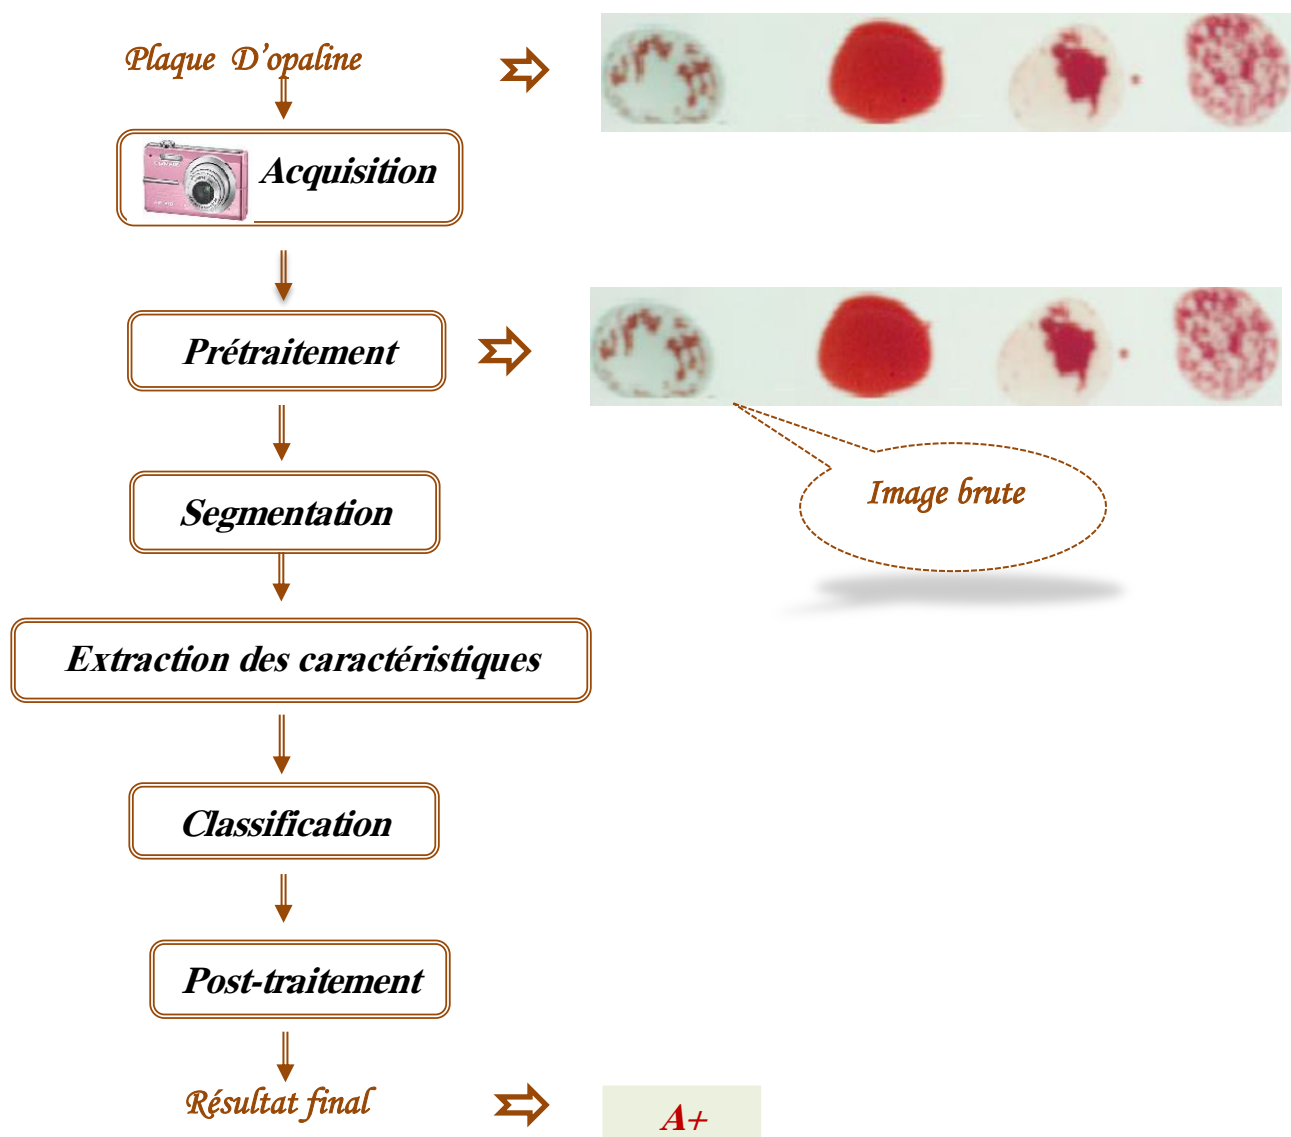 Plaque D'opaline
Acquisition
Prétraitement
Image brute
Segmentation
Extraction des caractéristiques
Classification
Post-traitement
Résultat final
A+